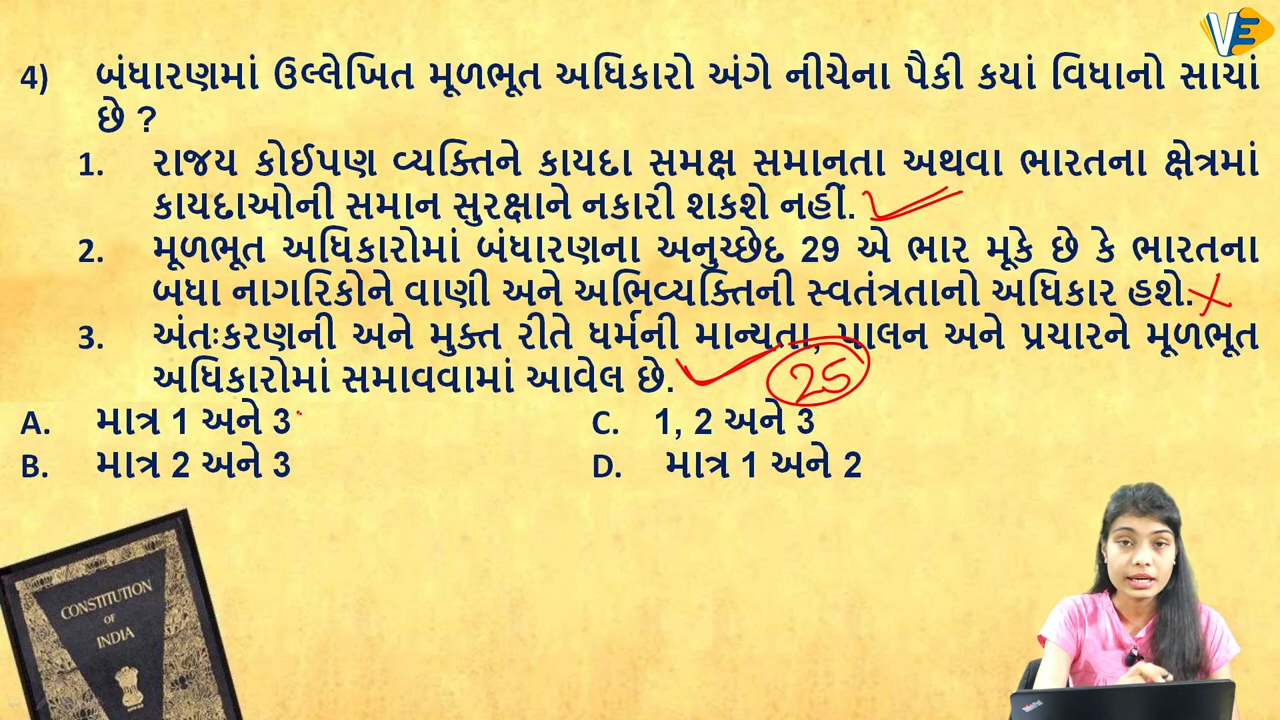 VE
4) બંધારણમાં ઉલ્લેખિત મૂળભૂત અધિકારો અંગે નીચેના પૈકી કયાં વિધાનો સાચાં
છે ?
1. રાજય કોઈપણ વ્યક્તિને કાયદા સમક્ષ સમાનતા અથવા ભારતના ક્ષેત્રમાં
કાયદાઓની સમાન સુરક્ષાને નકારી શકશે નહીં.
2. મૂળભૂત અધિકારોમાં બંધારણના અનુચ્છેદ 29 એ ભાર મૂકે છે કે ભારતના
બધા નાગરિકોને વાણી અને અભિવ્યક્તિની સ્વતંત્રતાનો અધિકાર હશે.
3. અંતઃકરણની અને મુક્ત રીતે ધર્મની માન્યતા, પાલન અને પ્રચારને મૂળભૂત
અધિકારોમાં સમાવવામાં આવેલ છે.
25
A. માત્ર 1 અને 3 C. 1, 2 અને 3
B. માત્ર 2 અને 3 D. માત્ર 1 અને 2
CONSTITUTION
OF
INDIA